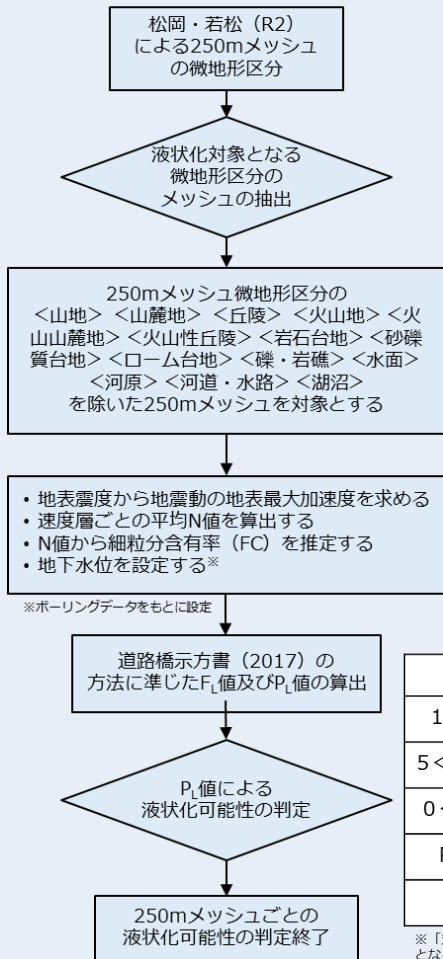 松岡・若松（R2）
による250mメッシュ
の微地形区分
液状化対象となる
微地形区分の
メッシュの抽出
250mメッシュ微地形区分の
＜山地＞ ＜山麓地＞ ＜丘陵＞ ＜火山地＞ ＜火
山山麓地＞ ＜火山性丘陵＞ ＜岩石台地＞ ＜砂礫
質台地＞ ＜ローム台地＞ ＜礫・岩礁＞ ＜水面＞
＜河原＞ ＜河道・水路＞ ＜湖沼＞
を除いた250mメッシュを対象とする
・地表震度から地震動の地表最大加速度を求める
・速度層ごとの平均N値を算出する
・N値から細粒分含有率（FC）を推定する
・地下水位を設定する※
※ボーリングデータをもとに設定
道路橋示方書（2017）の
方法に準じたFL値及びPL値の算出
PL値による
液状化可能性の判定
250mメッシュごとの
液状化可能性の判定終了
1
5＜
0
※「
とな